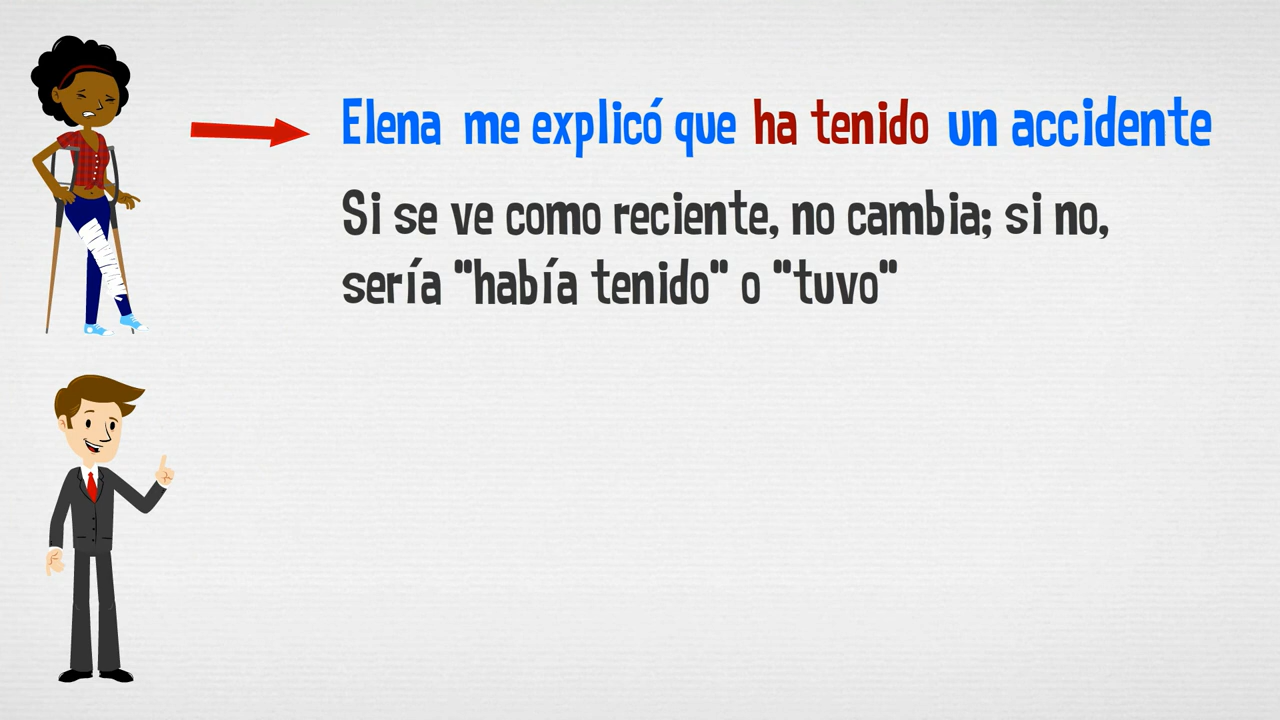 Elena me explicó que ha tenido un accidente
Si se ve como reciente, no cambia; si no,
sería "había tenido" o "tuvo"